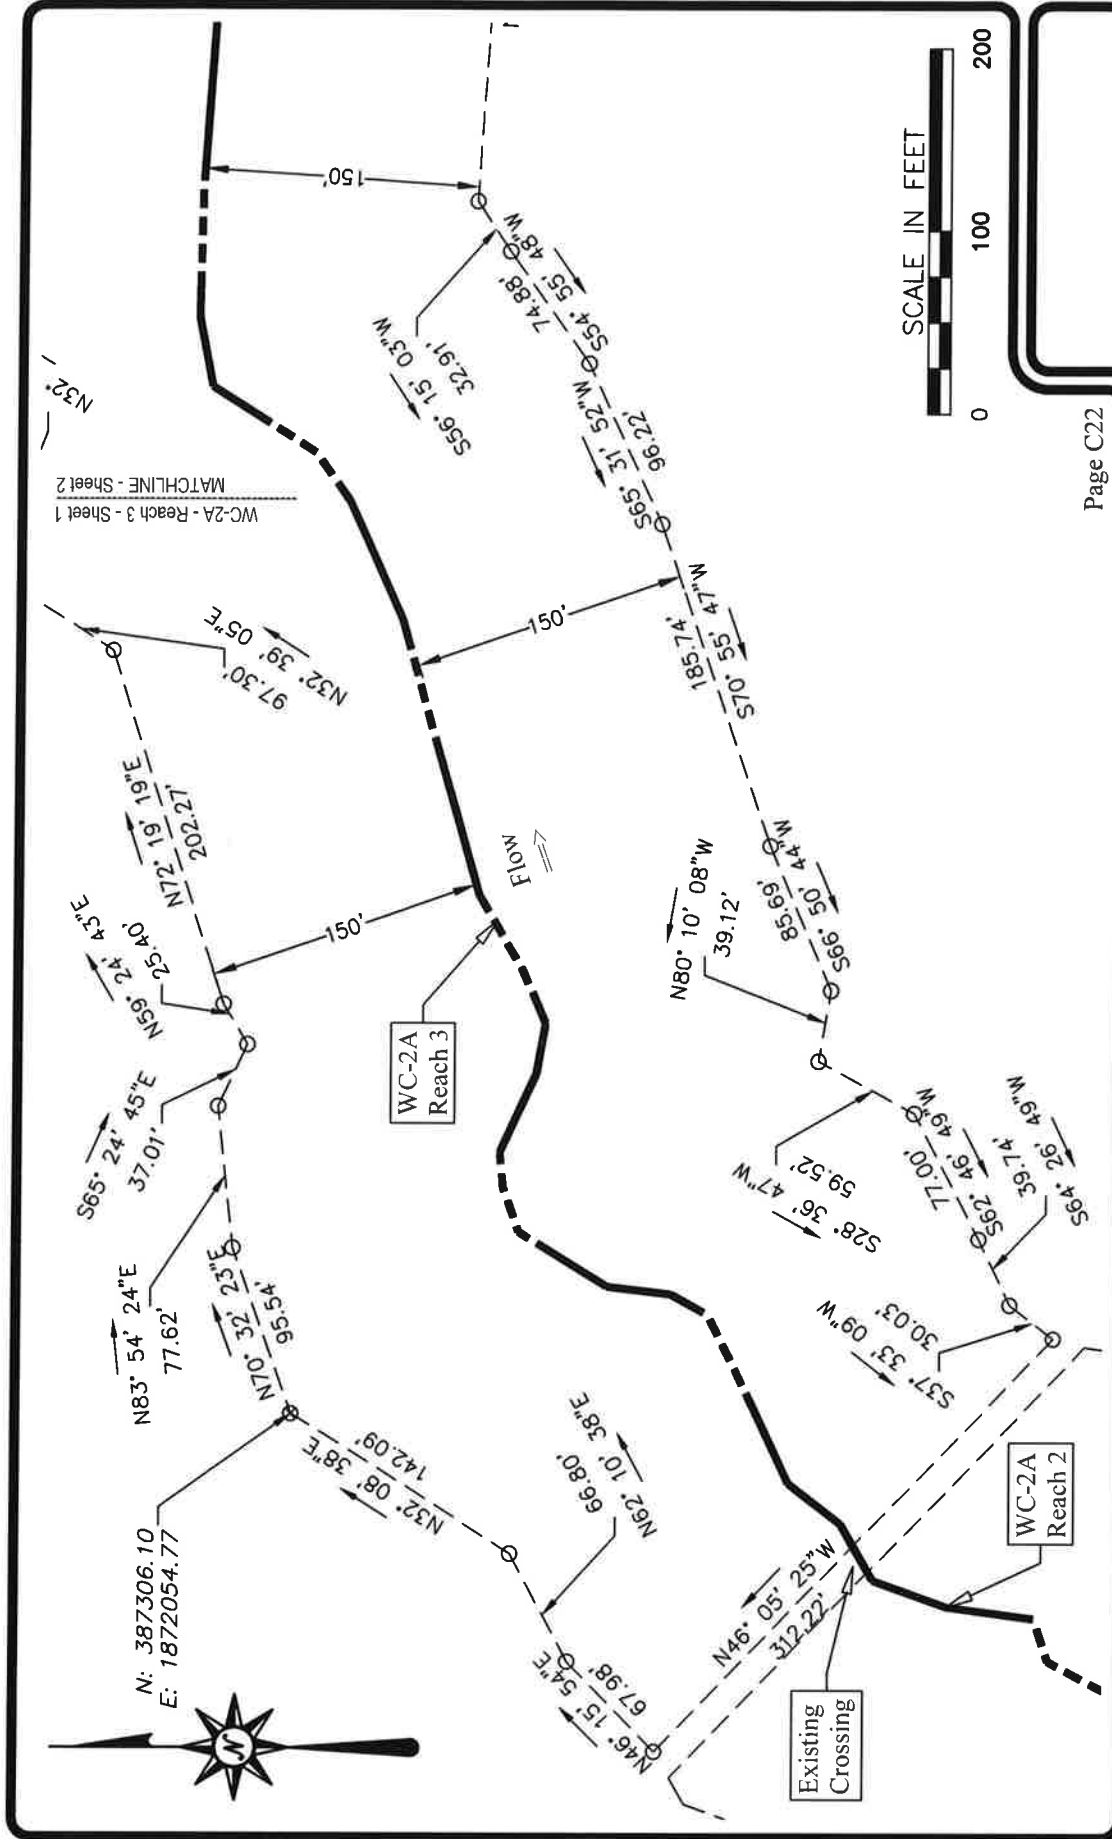 N: 387306.10
E: 1872054.77
N
N83° 54' 24"E
77.62'
S65° 24' 45"E
37.01'
N59° 24' 43"E
25.40'
N72° 19' 19"E
202.27'
97.30'
N32° 39' 05"E
WC-2A - Reach 3 - Sheet 1
MATCHLINE - Sheet 2
N32°
N70° 32' 23"E
95.54'
N32° 08' 38"E
142.09'
66.80'
N62° 10' 38"E
N46° 15' 54"E
67.98'
N46° 05' 25"W
312.22'
Existing
Crossing
WC-2A
Reach 2
WC-2A
Reach 3
Flow
150'
150'
150'
S56° 15' 03"W
32.91'
74.88'
S54° 55' 48"W
S65° 31' 52"W
96.22'
185.74'
S70° 55' 47"W
85.69'
S66° 50' 44"W
N80° 10' 08"W
39.12'
S28° 36' 47"W
59.52'
77.00'
S62° 46' 49"W
39.74'
S64° 26' 49"W
S37° 33' 09"W
30.03'
SCALE IN FEET
0 100 200
Page C22